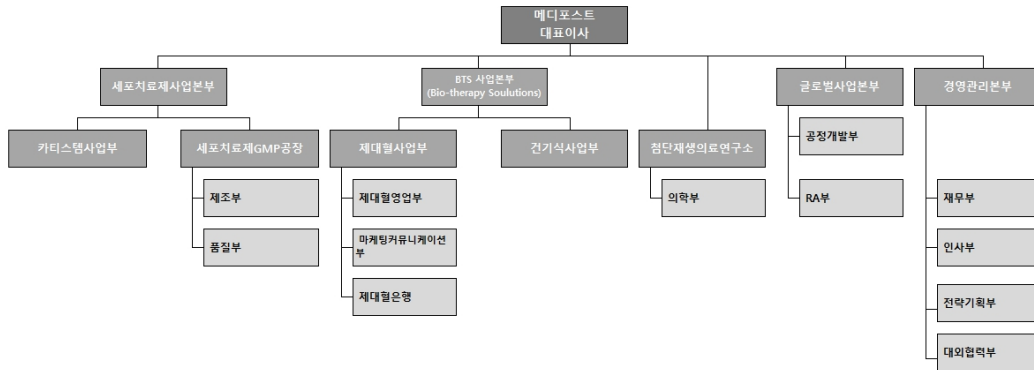 메디포스트
대표이사
세포치료제사업본부
BTS 사업본부
(Bio-therapy Soulutions)
글로벌사업본부
경영관리본부
카티스템사업부
세포치료제GMP공장
제대혈사업부
건기식사업부
첨단재생의료연구소
공정개발부
제조부
제대혈영업부
의학부
RA부
재무부
품질부
마케팅커뮤니케이션
부
인사부
제대혈은행
전략기획부
대외협력부